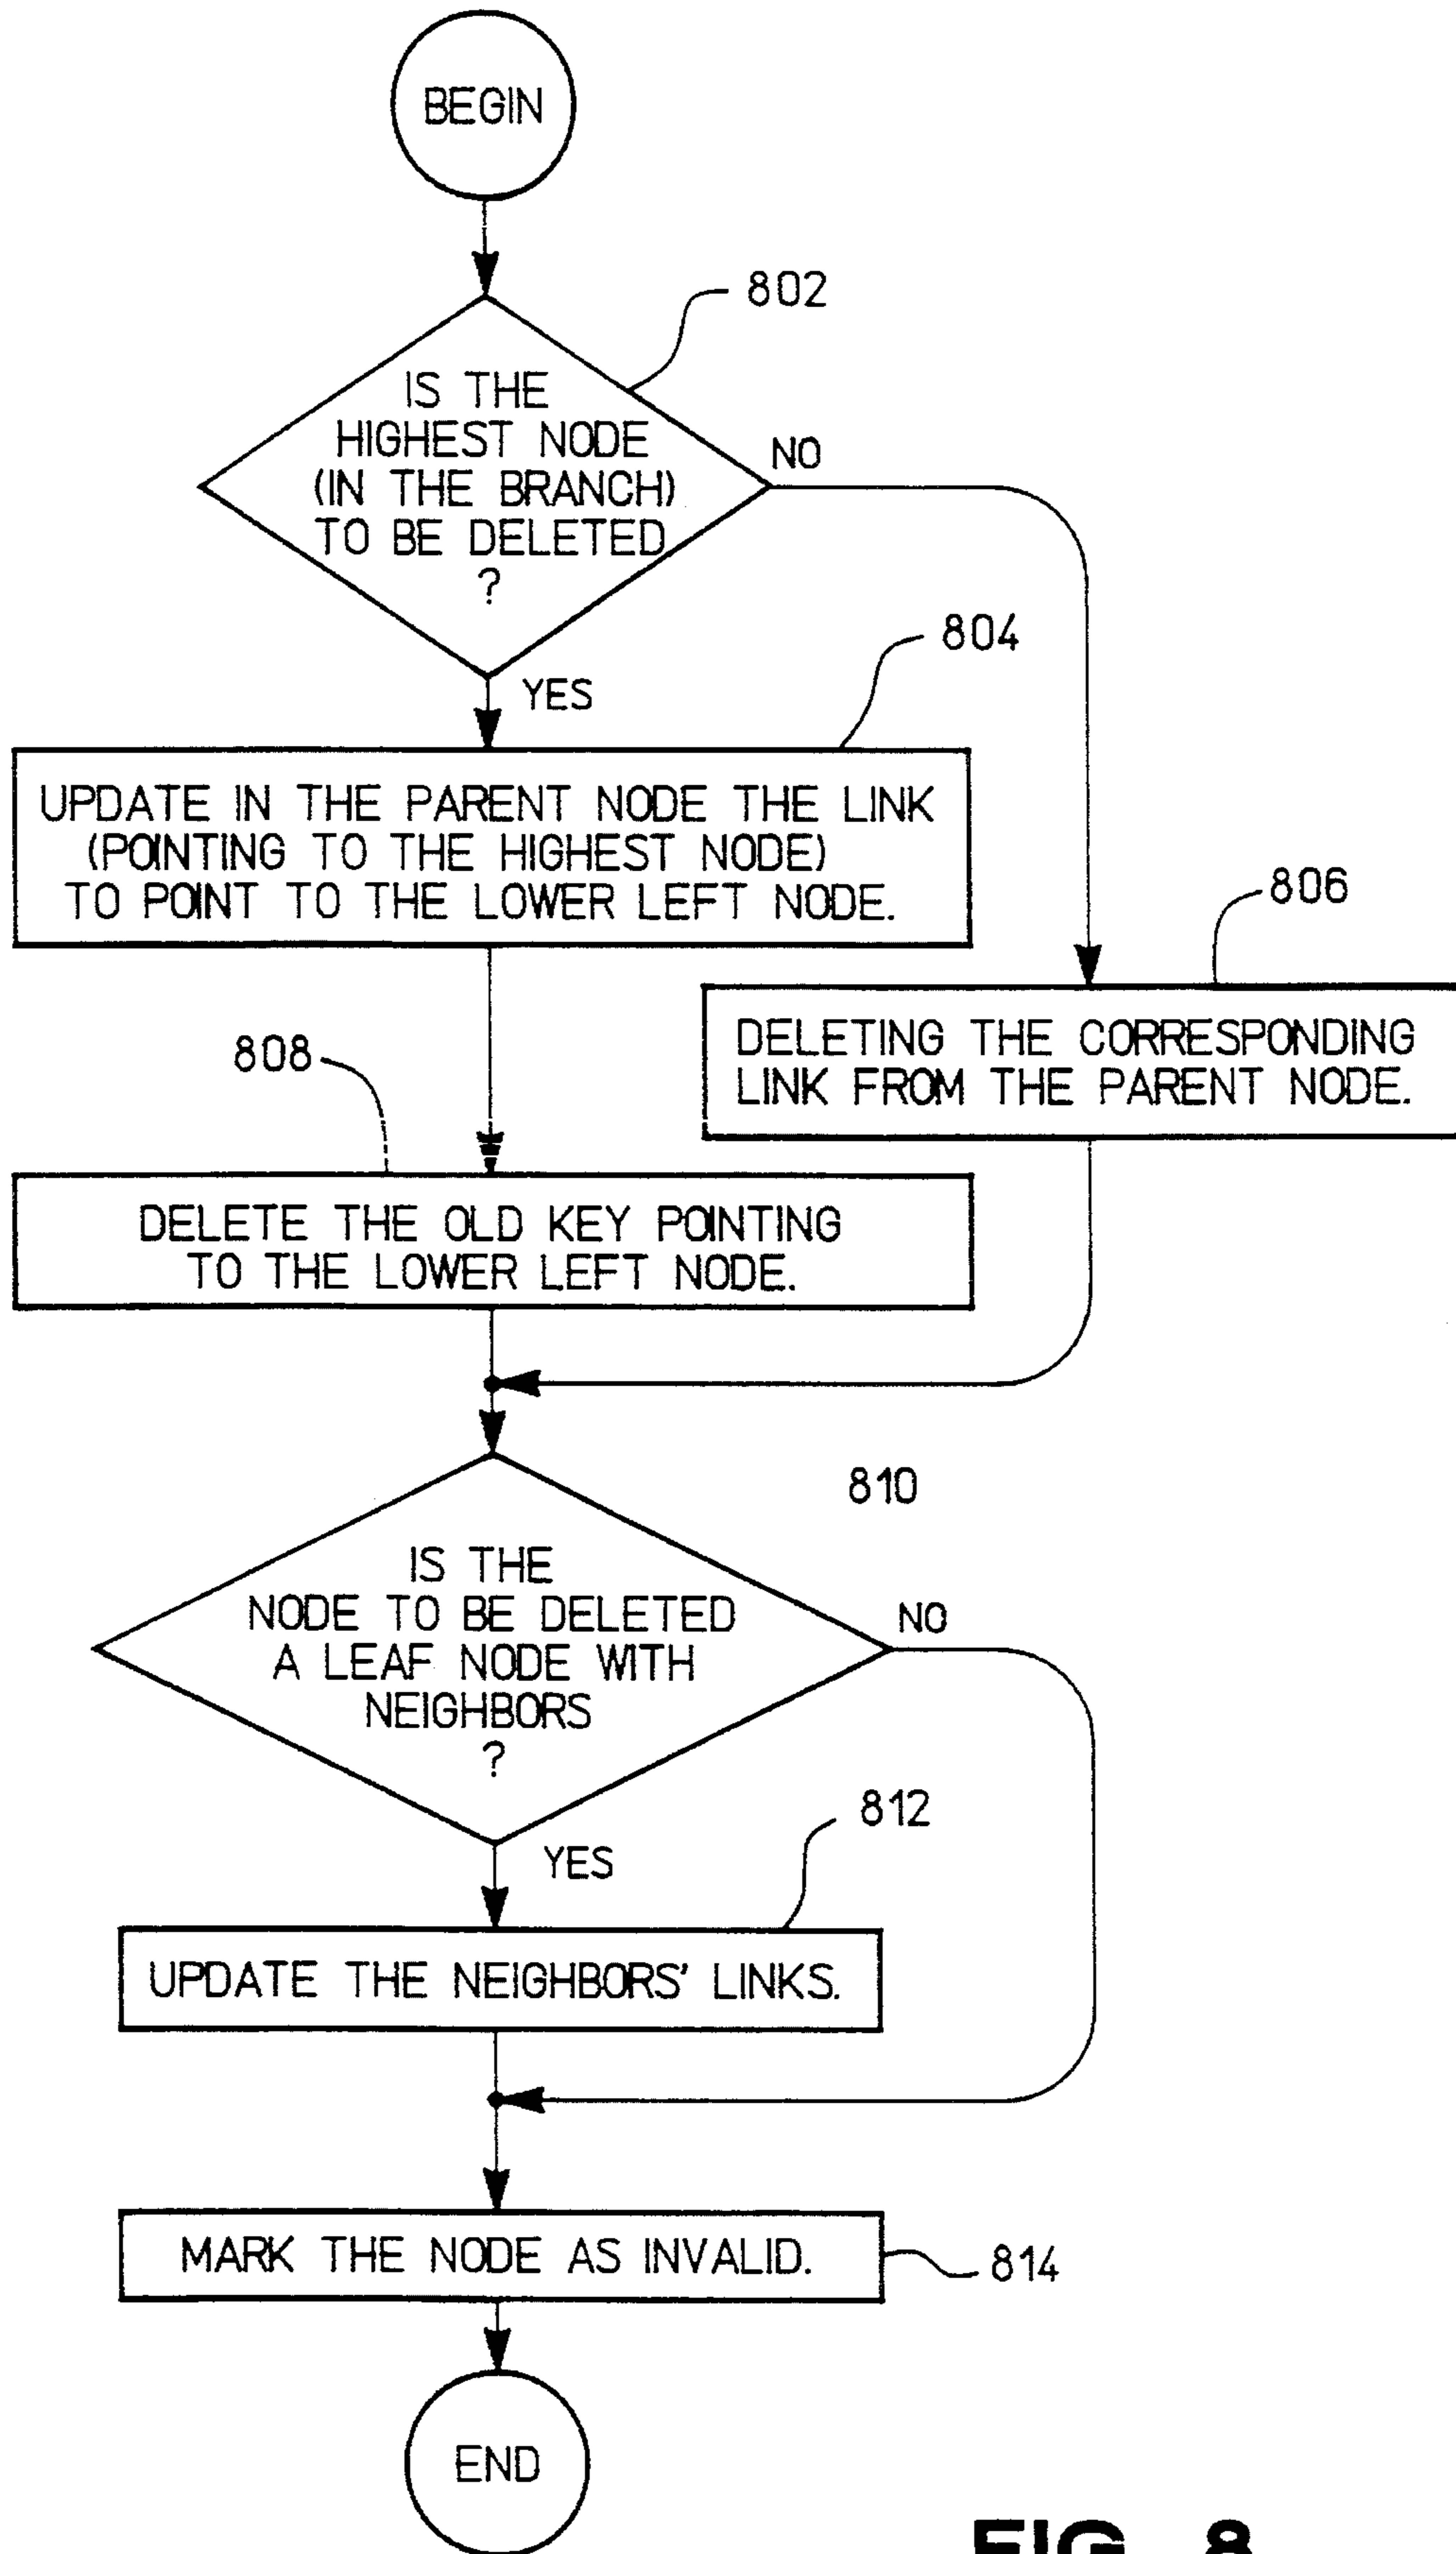 BEGIN
802
IS THE
HIGHEST NODE
(IN THE BRANCH)
TO BE DELETED
?
NO
YES
804
UPDATE IN THE PARENT NODE THE LINK
(POINTING TO THE HIGHEST NODE)
TO POINT TO THE LOWER LEFT NODE.
806
DELETING THE CORRESPONDING
LINK FROM THE PARENT NODE.
808
DELETE THE OLD KEY POINTING
TO THE LOWER LEFT NODE.
810
IS THE
NODE TO BE DELETED
A LEAF NODE WITH
NEIGHBORS
?
NO
YES
812
UPDATE THE NEIGHBORS' LINKS.
MARK THE NODE AS INVALID.
814
END
FIG. 8